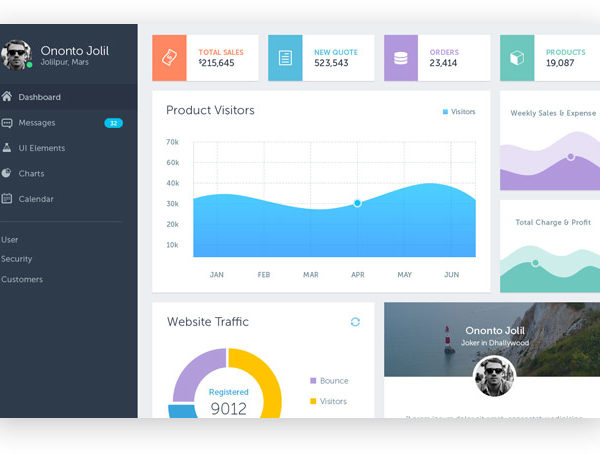 Ononto Jolil
Jolilpur, Mars
Dashboard
Messages
32
UI Elements
Charts
Calendar
User
Security
Customers
TOTAL SALES
$215,645
NEW QUOTE
523,543
ORDERS
23,414
PRODUCTS
19,087
Product Visitors
Visitors
70k
60k
40k
30k
20k
10k
JAN
FEB
MAR
APR
MAY
JUN
Weekly Sales & Expense
Total Charge & Profit
Website Traffic
Registered
9012
Bounce
Visitors
Ononto Jolil
Joker in Dhallywood